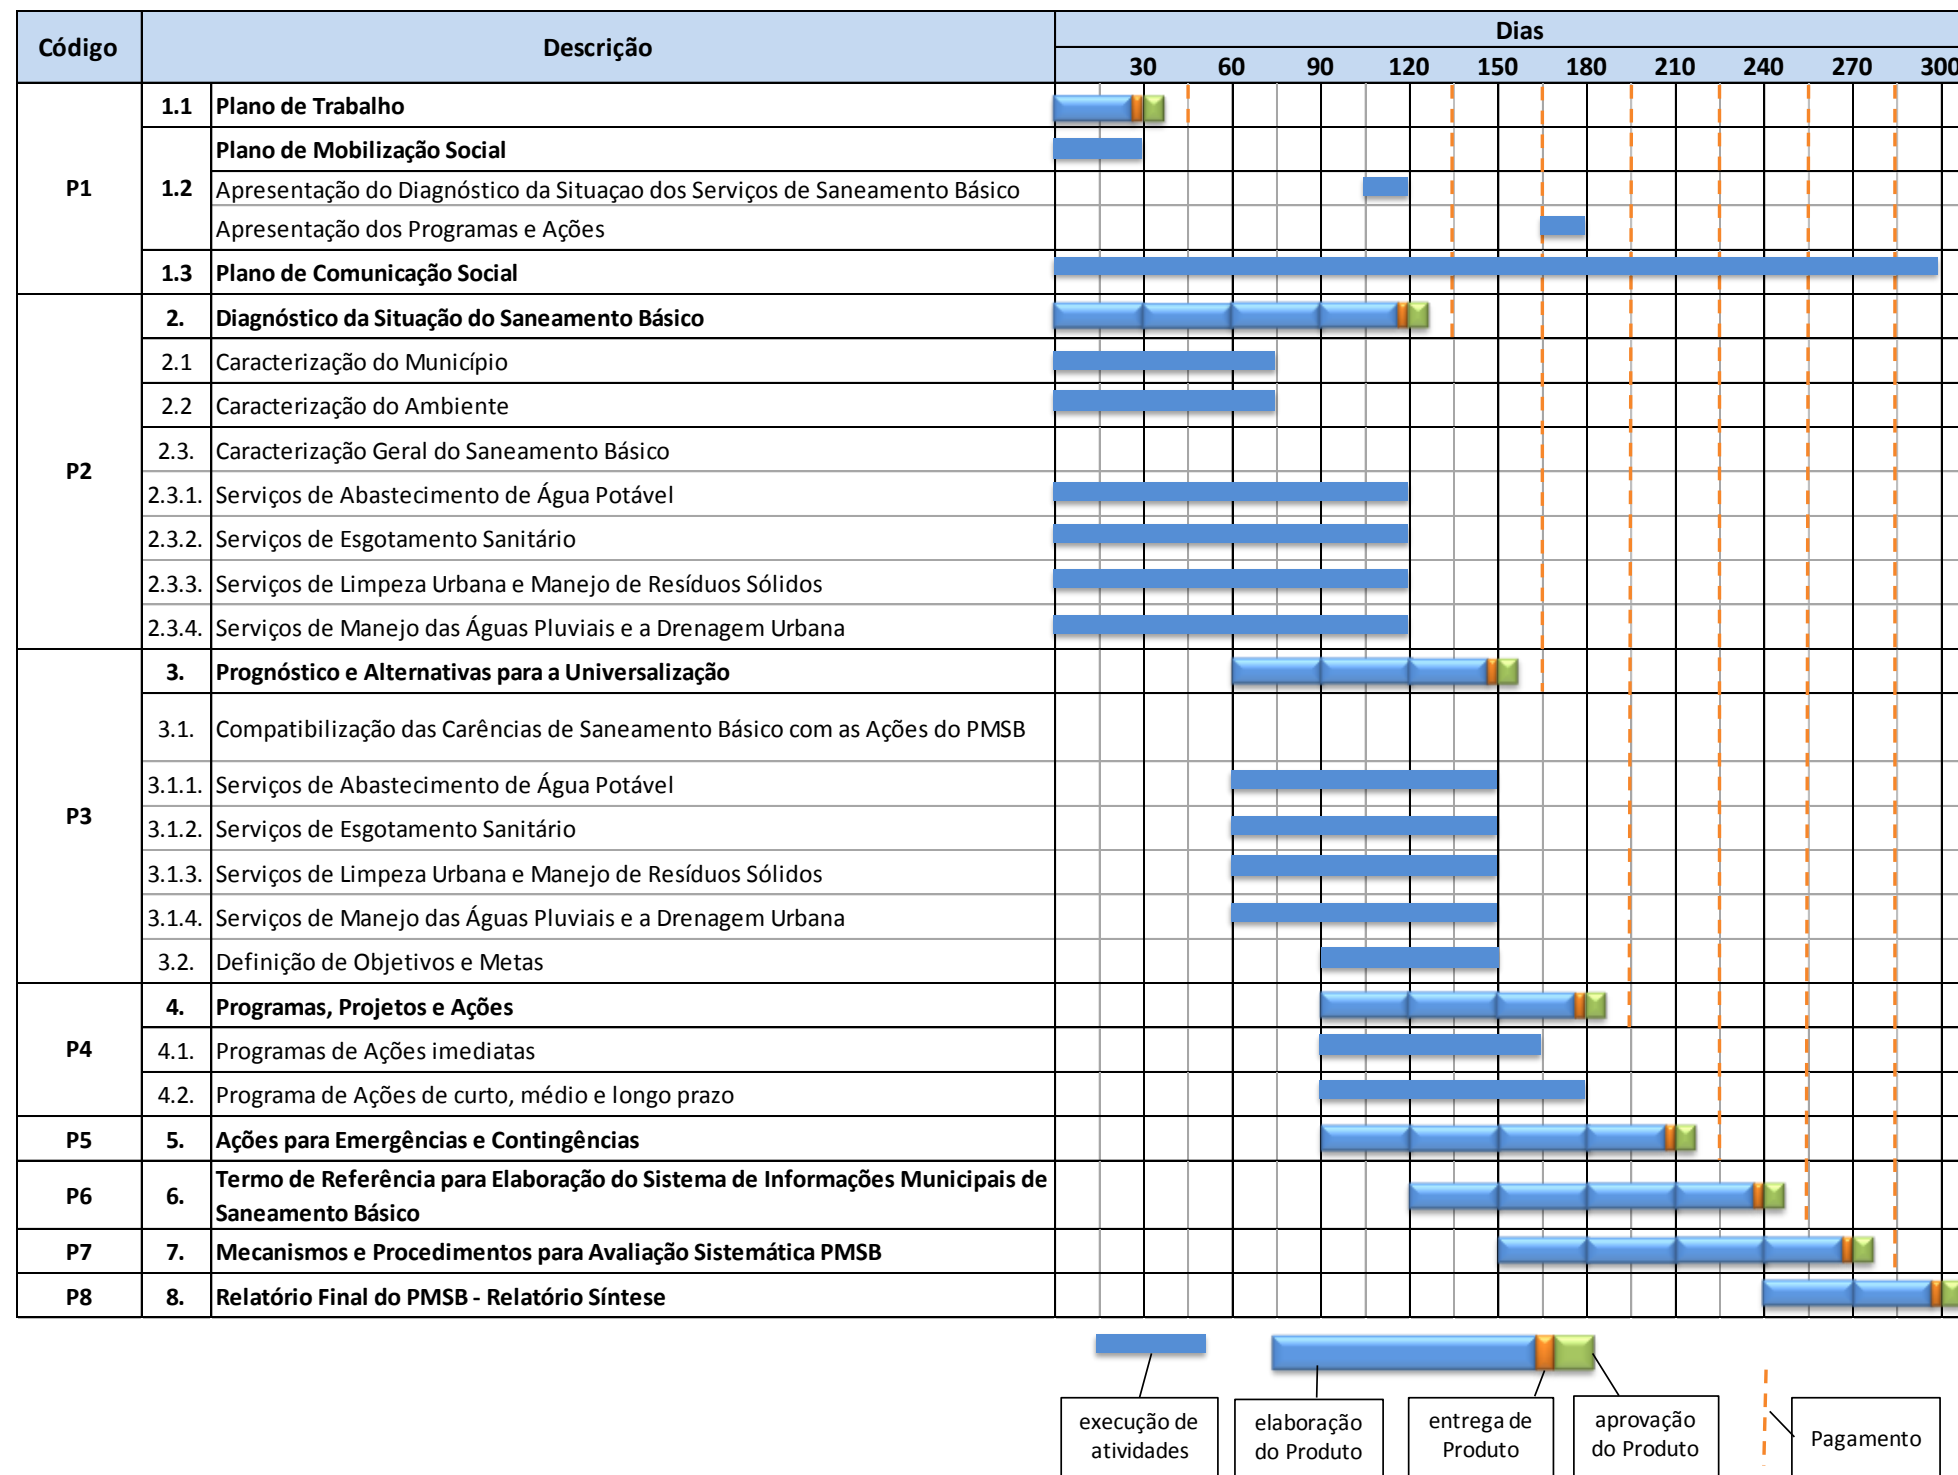 Código Descrição Dias
30 60 90 120 150 180 210 240 270 300
P1
1.1 Plano de Trabalho
1.2 Plano de Mobilização Social
Apresentação do Diagnóstico da Situaçao dos Serviços de Saneamento Básico
Apresentação dos Programas e Ações
1.3 Plano de Comunicação Social
P2
2. Diagnóstico da Situação do Saneamento Básico
2.1 Caracterização do Município
2.2 Caracterização do Ambiente
2.3. Caracterização Geral do Saneamento Básico
2.3.1. Serviços de Abastecimento de Água Potável
2.3.2. Serviços de Esgotamento Sanitário
2.3.3. Serviços de Limpeza Urbana e Manejo de Resíduos Sólidos
2.3.4. Serviços de Manejo das Águas Pluviais e a Drenagem Urbana
P3
3. Prognóstico e Alternativas para a Universalização
3.1. Compatibilização das Carências de Saneamento Básico com as Ações do PMSB
3.1.1. Serviços de Abastecimento de Água Potável
3.1.2. Serviços de Esgotamento Sanitário
3.1.3. Serviços de Limpeza Urbana e Manejo de Resíduos Sólidos
3.1.4. Serviços de Manejo das Águas Pluviais e a Drenagem Urbana
3.2. Definição de Objetivos e Metas
P4
4. Programas, Projetos e Ações
4.1. Programas de Ações imediatas
4.2. Programa de Ações de curto, médio e longo prazo
P5 5. Ações para Emergências e Contingências
P6 6. Termo de Referência para Elaboração do Sistema de Informações Municipais de
Saneamento Básico
P7 7. Mecanismos e Procedimentos para Avaliação Sistemática PMSB
P8 8. Relatório Final do PMSB - Relatório Síntese
execução de
atividades
elaboração
do Produto
entrega de
Produto
aprovação
do Produto
Pagamento